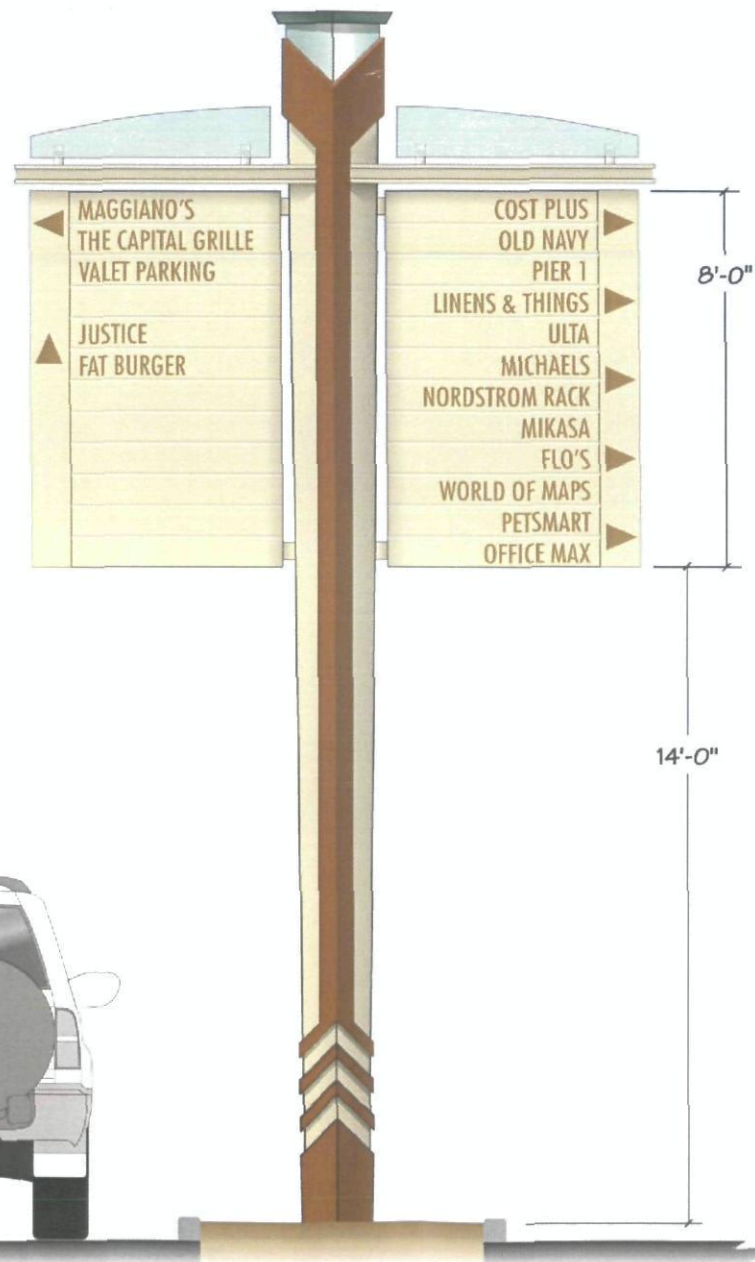 MAGGIANO'S
THE CAPITAL GRILLE
VALET PARKING
JUSTICE
FAT BURGER
COST PLUS
OLD NAVY
PIER 1
LINENS & THINGS
ULTA
MICHAELS
NORDSTROM RACK
MIKASA
FLO'S
WORLD OF MAPS
PETSMART
OFFICE MAX
8'-0"
14'-0"